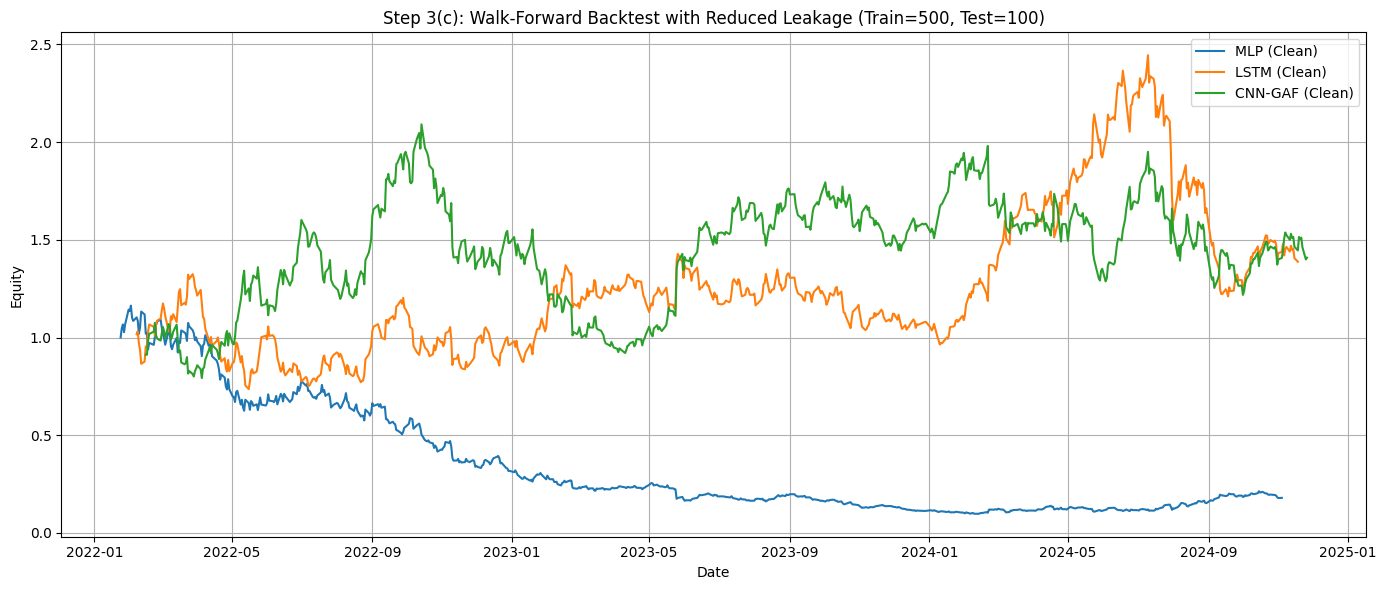 Step 3(c): Walk-Forward Backtest with Reduced Leakage (Train=500, Test=100)
MLP (Clean)
LSTM (Clean)
CNN-GAF (Clean)
Equity
2.5
2.0
1.5
1.0
0.5
0.0
2022-01
2022-05
2022-09
2023-01
2023-05
2023-09
2024-01
2024-05
2024-09
2025-01
Date